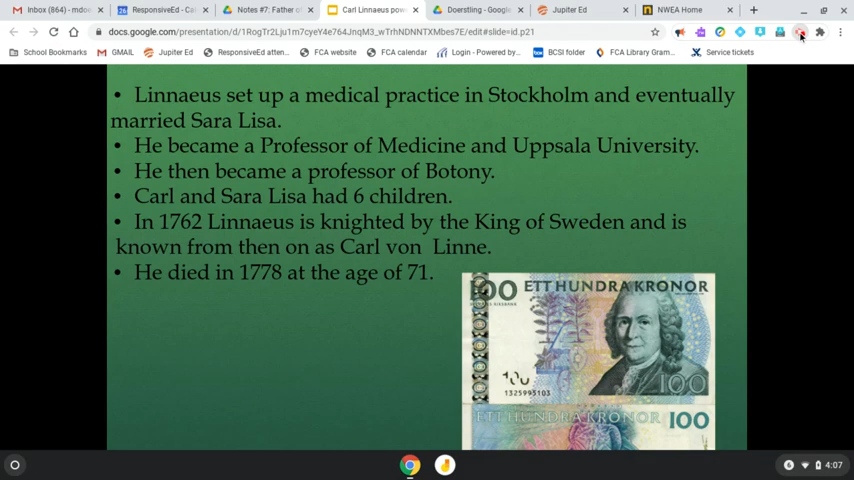 Inbox (864) - mdoe
ResponsiveEd - Ca
Notes #7: Father of
Carl Linnaeus pow
Doerstling - Google
Jupiter Ed
NWEA Home
docs.google.com/presentation/d/1RogTr2Lju1m7cyeY4e764JnqM3_wTrhNDNNTXMbes7E/edit#slide=id.p21
School Bookmarks
GMAIL
Jupiter Ed
ResponsiveEd atten...
FCA website
FCA calendar
Login - Powered by...
BCSI folder
FCA Library Gram...
Service tickets
• Linnaeus set up a medical practice in Stockholm and eventually
married Sara Lisa.
• He became a Professor of Medicine and Uppsala University.
• He then became a professor of Botony.
• Carl and Sara Lisa had 6 children.
• In 1762 Linnaeus is knighted by the King of Sweden and is
known from then on as Carl von Linne.
• He died in 1778 at the age of 71.
100 ETT HUNDRA KRONOR
100
1325995103
ETT HUNDRA KRONOR 100
6 4:07